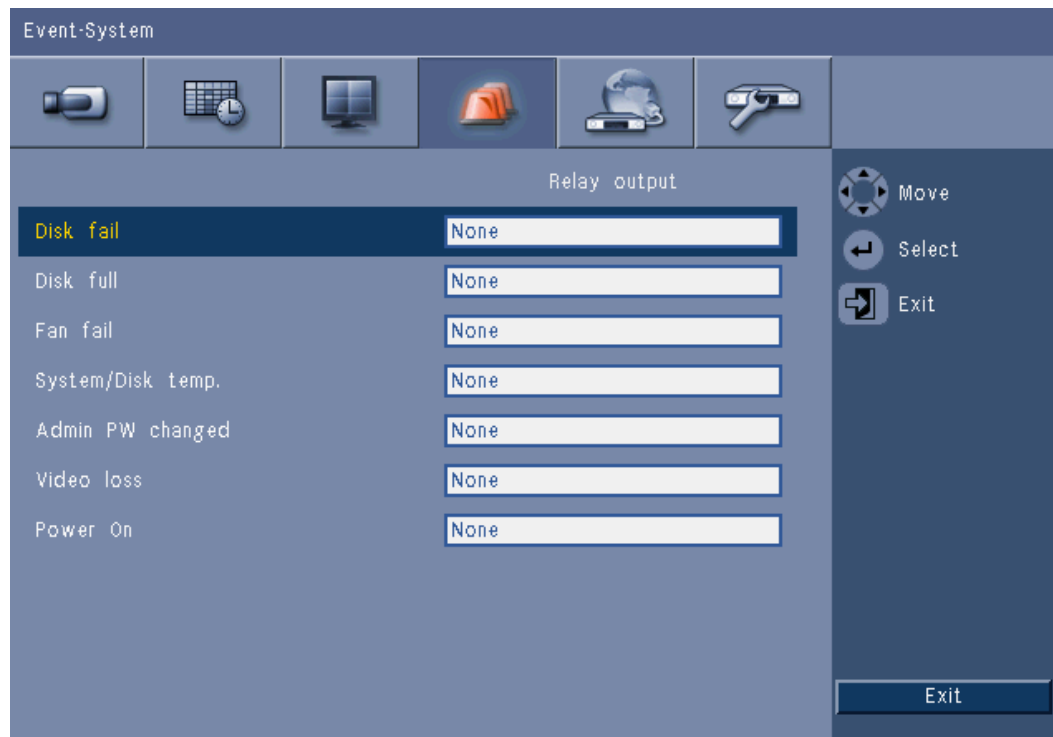 Event-System
Relay output
Disk fail None
Disk full None
Fan fail None
System/Disk temp. None
Admin PW changed None
Video loss None
Power On None
Move
Select
Exit
Exit